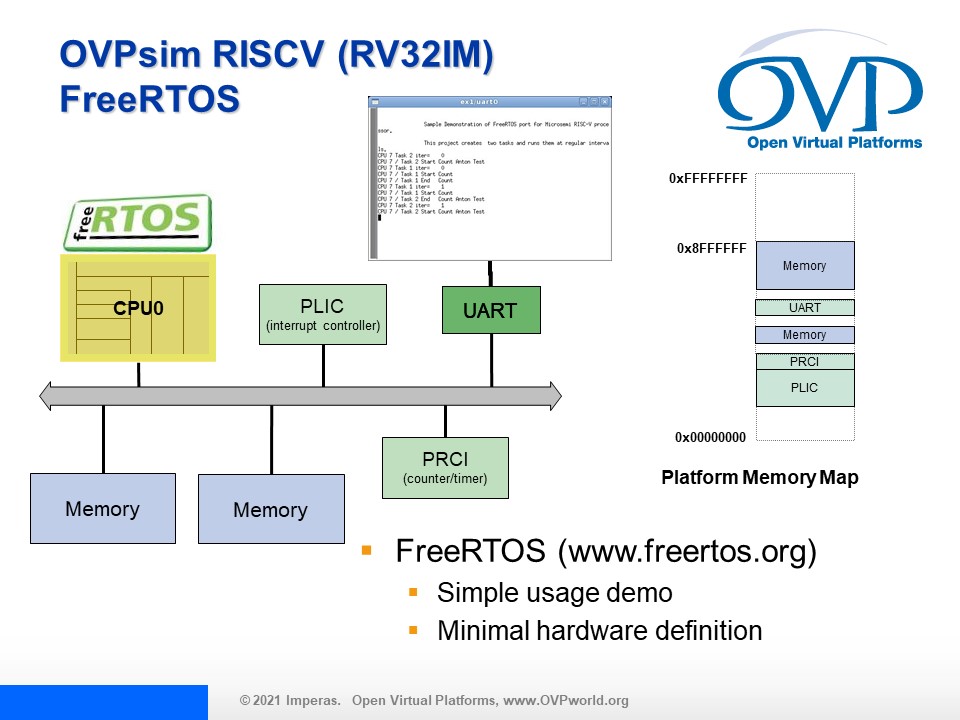 OVPsim RISCV (RV32IM)
FreeRTOS
OVP
Open Virtual Platforms
ex1/uart0
Sample Demonstration of FreeRTOS port for Microsemi RISC-V proce
ssor,
This project creates  two tasks and runs them at regular interva
ls,
CPU 7 Task 2 iter=    0
CPU 7 / Task 2 Start Count Anton Test
CPU 7 Task 1 iter=    0
CPU 7 / Task 1 Start Count
CPU 7 / Task 1 End   Count
CPU 7 Task 1 iter=    1
CPU 7 / Task 1 Start Count
CPU 7 / Task 2 End   Count Anton Test
CPU 7 Task 2 iter=    1
CPU 7 / Task 2 Start Count Anton Test
free RTOS
CPU0
PLIC
(interrupt controller)
UART
PRCI
(counter/timer)
Memory
Memory
0xFFFFFFFF
0x8FFFFFF
Memory
UART
Memory
PRCI
PLIC
0x00000000
Platform Memory Map
FreeRTOS (www.freertos.org)
Simple usage demo
Minimal hardware definition
© 2021 Imperas.   Open Virtual Platforms, www.OVPworld.org